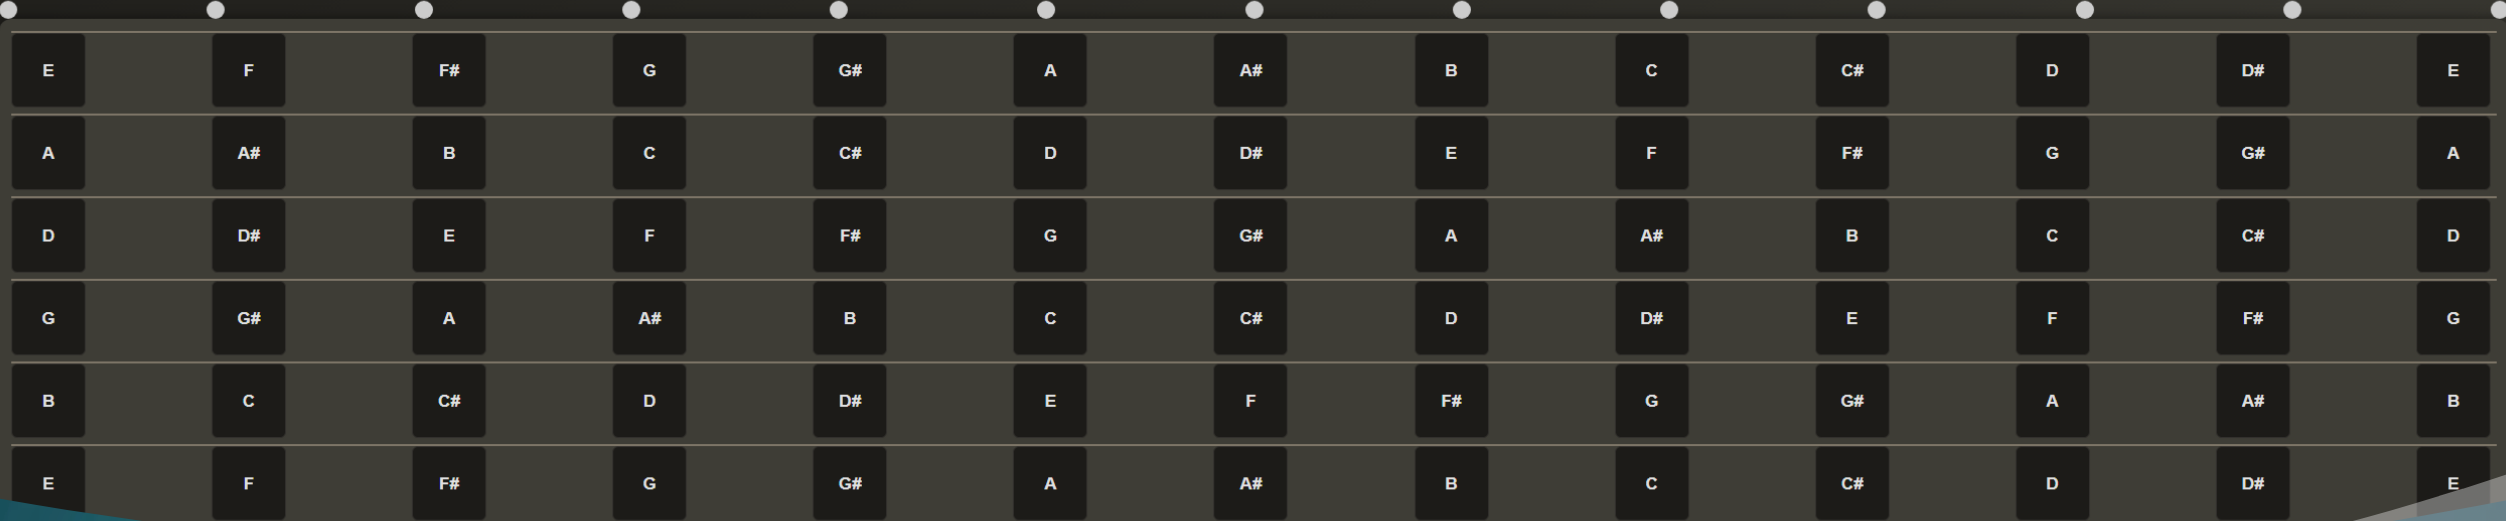 E F F# G G# A A# B C C# D D# E
A A# B C C# D D# E F F# G G# A
D D# E F F# G G# A A# B C C# D
G G# A A# B C C# D D# E F F# G
B C C# D D# E F F# G G# A A# B
E F F# G G# A A# B C C# D D# E